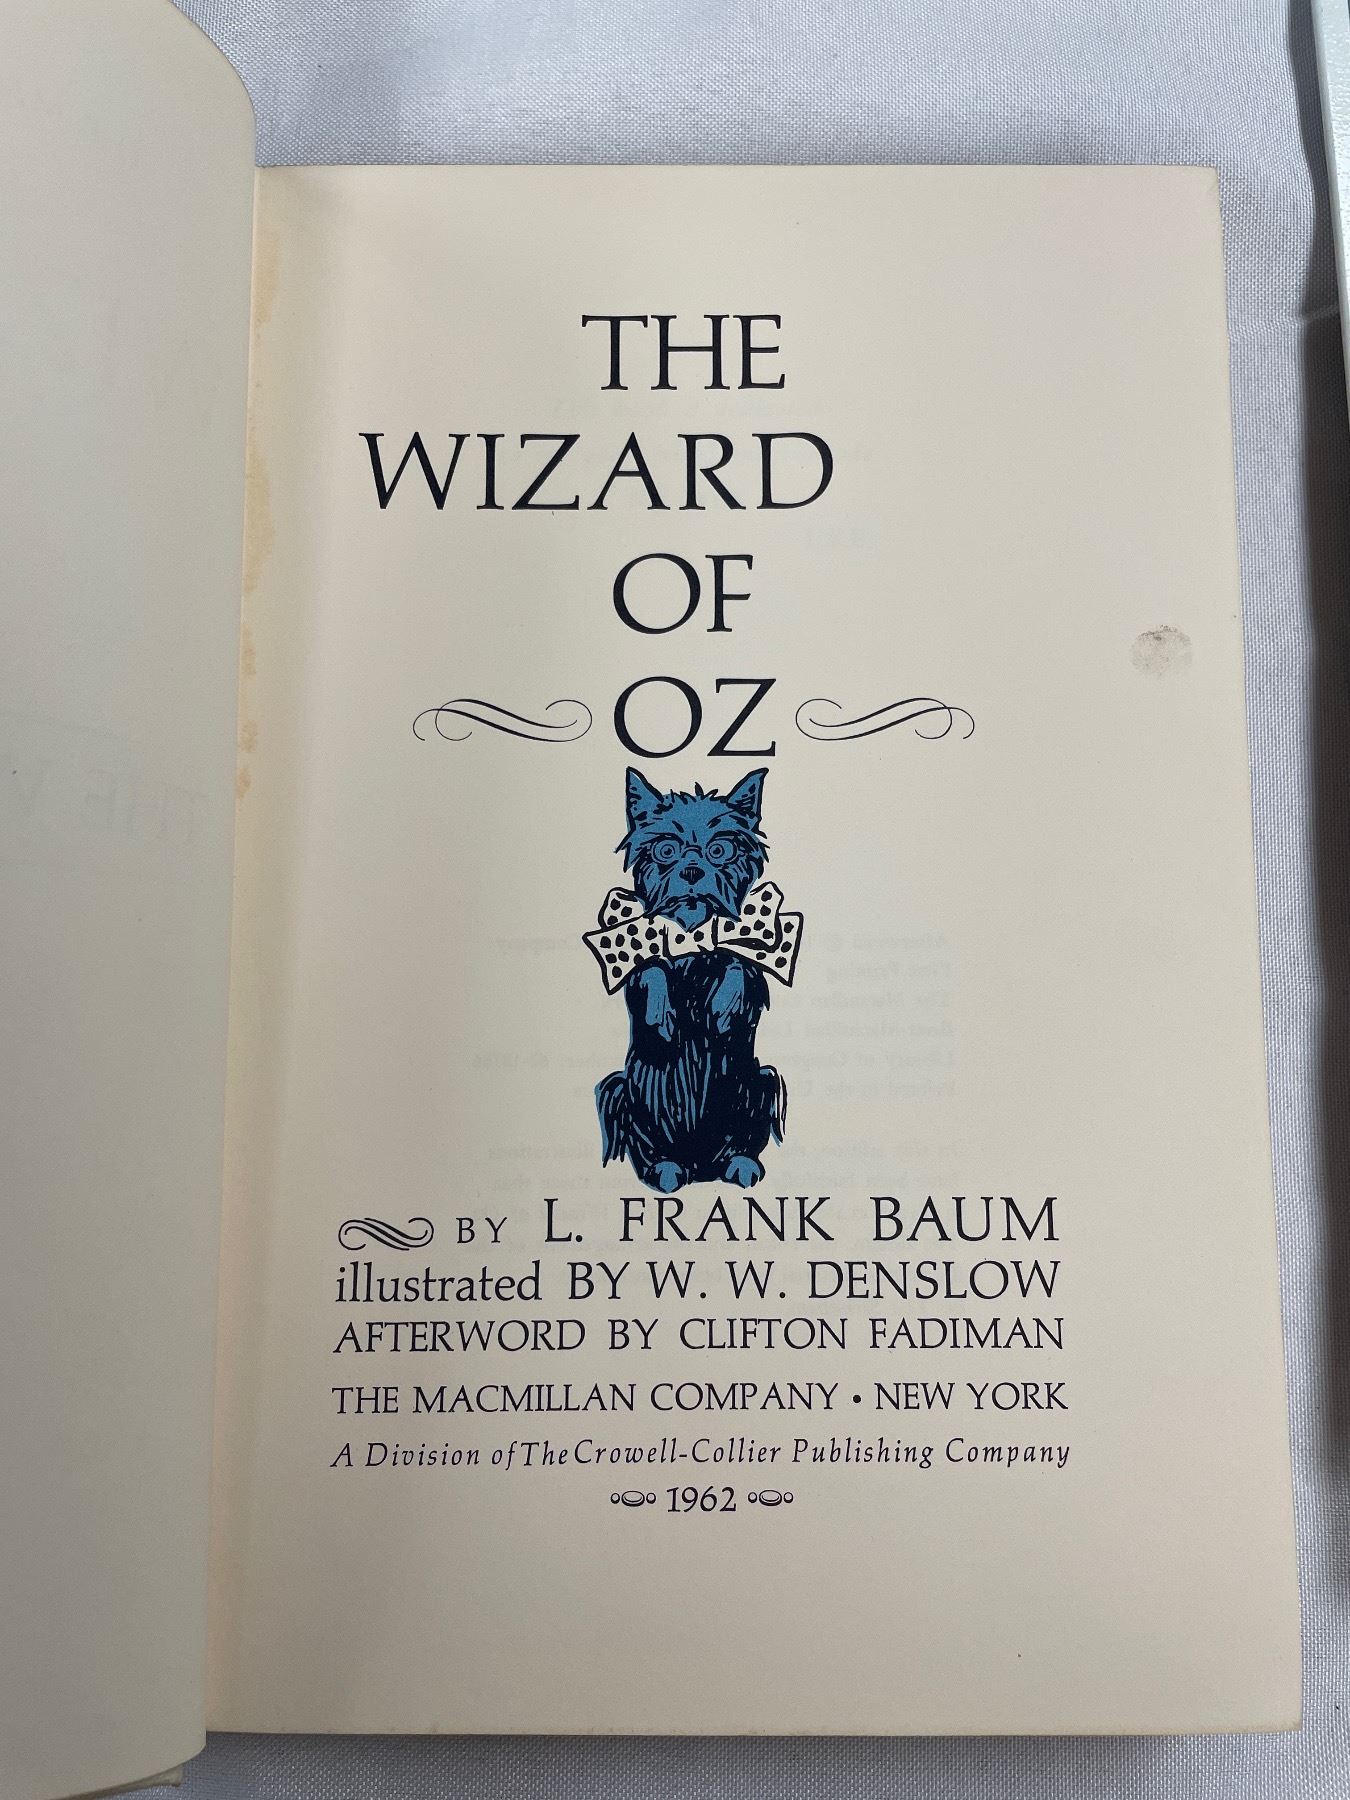 THE
WIZARD
OF
OZ
BY L. FRANK BAUM
illustrated BY W. W. DENSLOW
AFTERWORD BY CLIFTON FADIMAN
THE MACMILLAN COMPANY • NEW YORK
A Division of The Crowell-Collier Publishing Company
1962